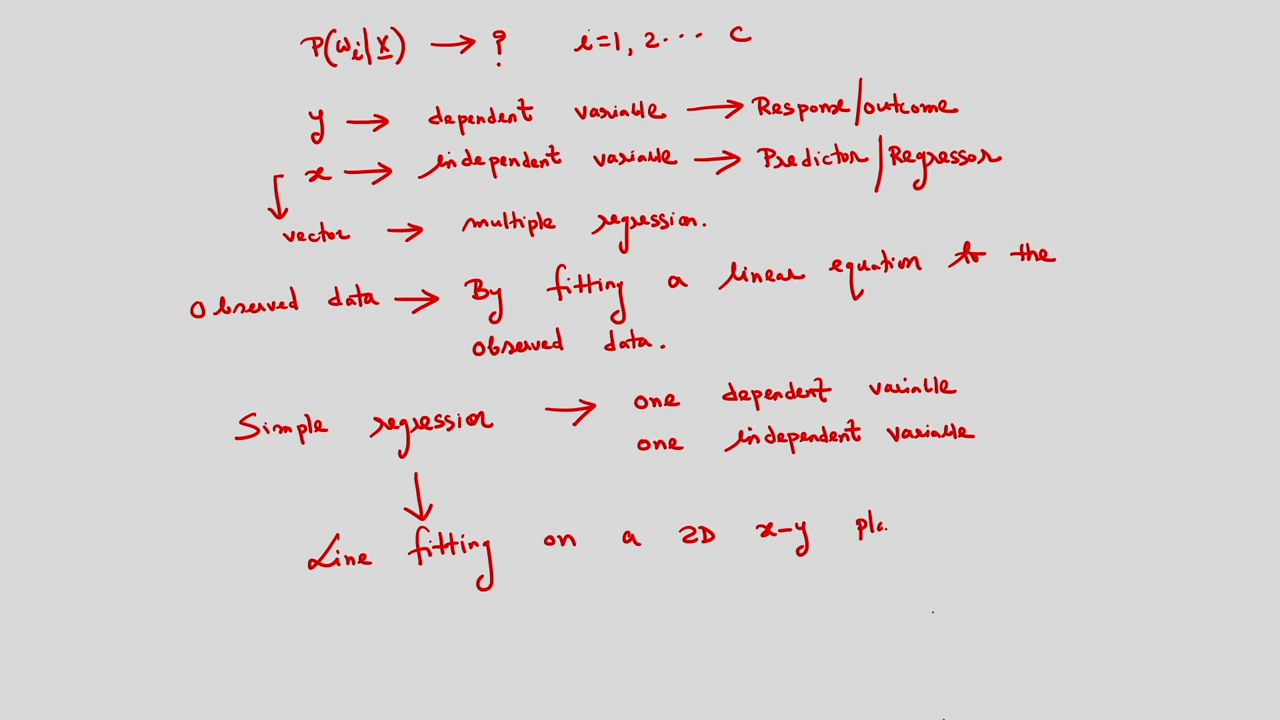 P(ωi|x) → ? i=1, 2··· c
y → dependent variable → Response/outcome
x → independent variable → Predictor/Regressor
vector → multiple regression.
Observed data → By fitting a linear equation to the
observed data.
Simple regression → one dependent variable
one independent variable
Line fitting on a 2D x-y